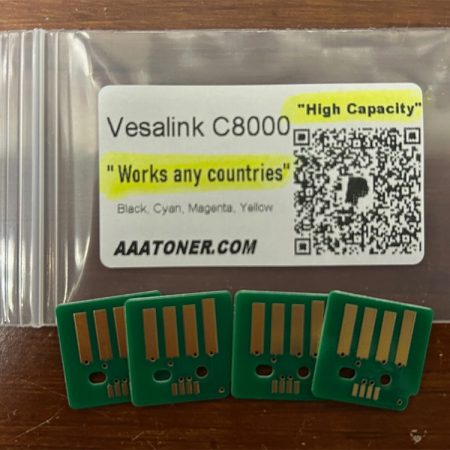 "High Capacity"
Vesalink C8000
"Works any countries"
Black, Cyan, Magenta, Yellow
AAATONER.COM